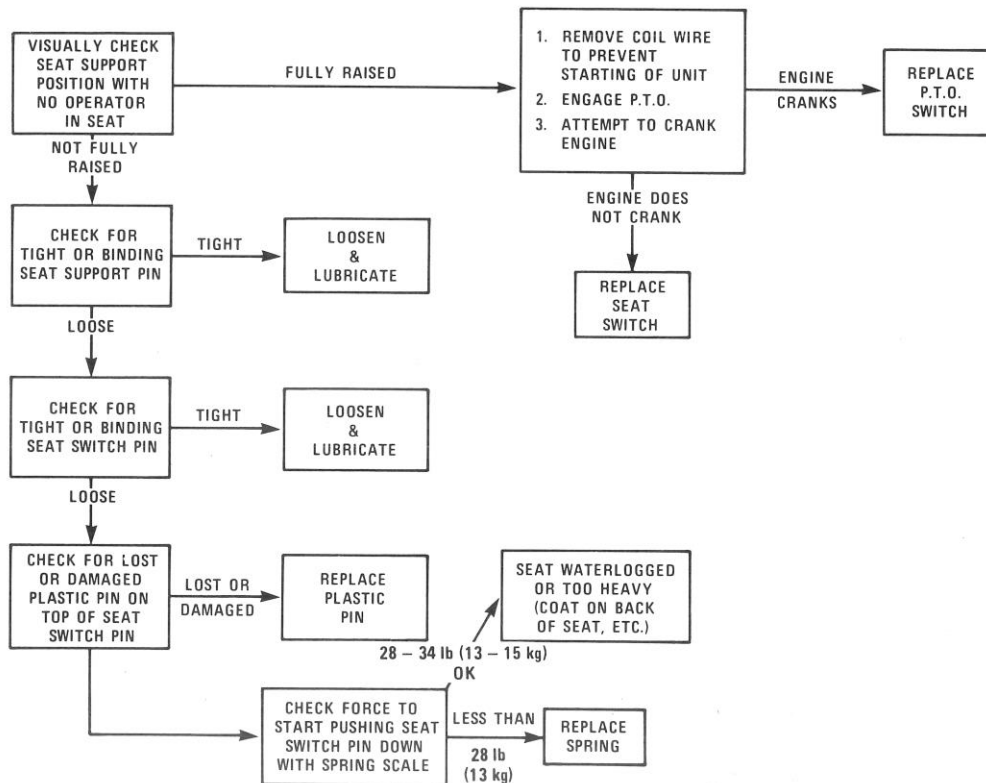 VISUALLY CHECK
SEAT SUPPORT
POSITION WITH
NO OPERATOR
IN SEAT
FULLY RAISED
1. REMOVE COIL WIRE
TO PREVENT
STARTING OF UNIT
2. ENGAGE P.T.O.
3. ATTEMPT TO CRANK
ENGINE
ENGINE
CRANKS
REPLACE
P.T.O.
SWITCH
NOT FULLY
RAISED
ENGINE DOES
NOT CRANK
REPLACE
SEAT
SWITCH
CHECK FOR
TIGHT OR BINDING
SEAT SUPPORT PIN
TIGHT
LOOSEN
&
LUBRICATE
LOOSE
CHECK FOR
TIGHT OR BINDING
SEAT SWITCH PIN
TIGHT
LOOSEN
&
LUBRICATE
LOOSE
CHECK FOR LOST
OR DAMAGED
PLASTIC PIN ON
TOP OF SEAT
SWITCH PIN
LOST OR
DAMAGED
REPLACE
PLASTIC
PIN
SEAT WATERLOGGED
OR TOO HEAVY
(COAT ON BACK
OF SEAT, ETC.)
28 – 34 lb (13 – 15 kg)
OK
CHECK FORCE TO
START PUSHING SEAT
SWITCH PIN DOWN
WITH SPRING SCALE
LESS THAN
28 lb
(13 kg)
REPLACE
SPRING